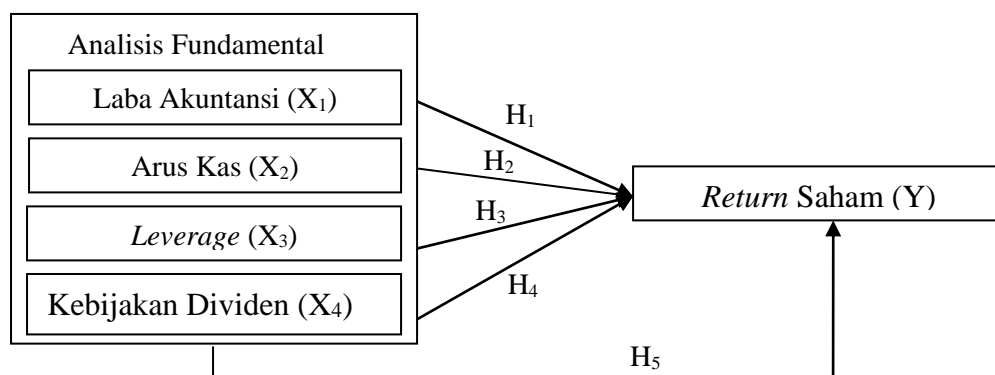 Analisis Fundamental
Laba Akuntansi (X₁)
Arus Kas (X₂)
Leverage (X₃)
Kebijakan Dividen (X₄)
H₁
H₂
H₃
H₄
Return Saham (Y)
H₅